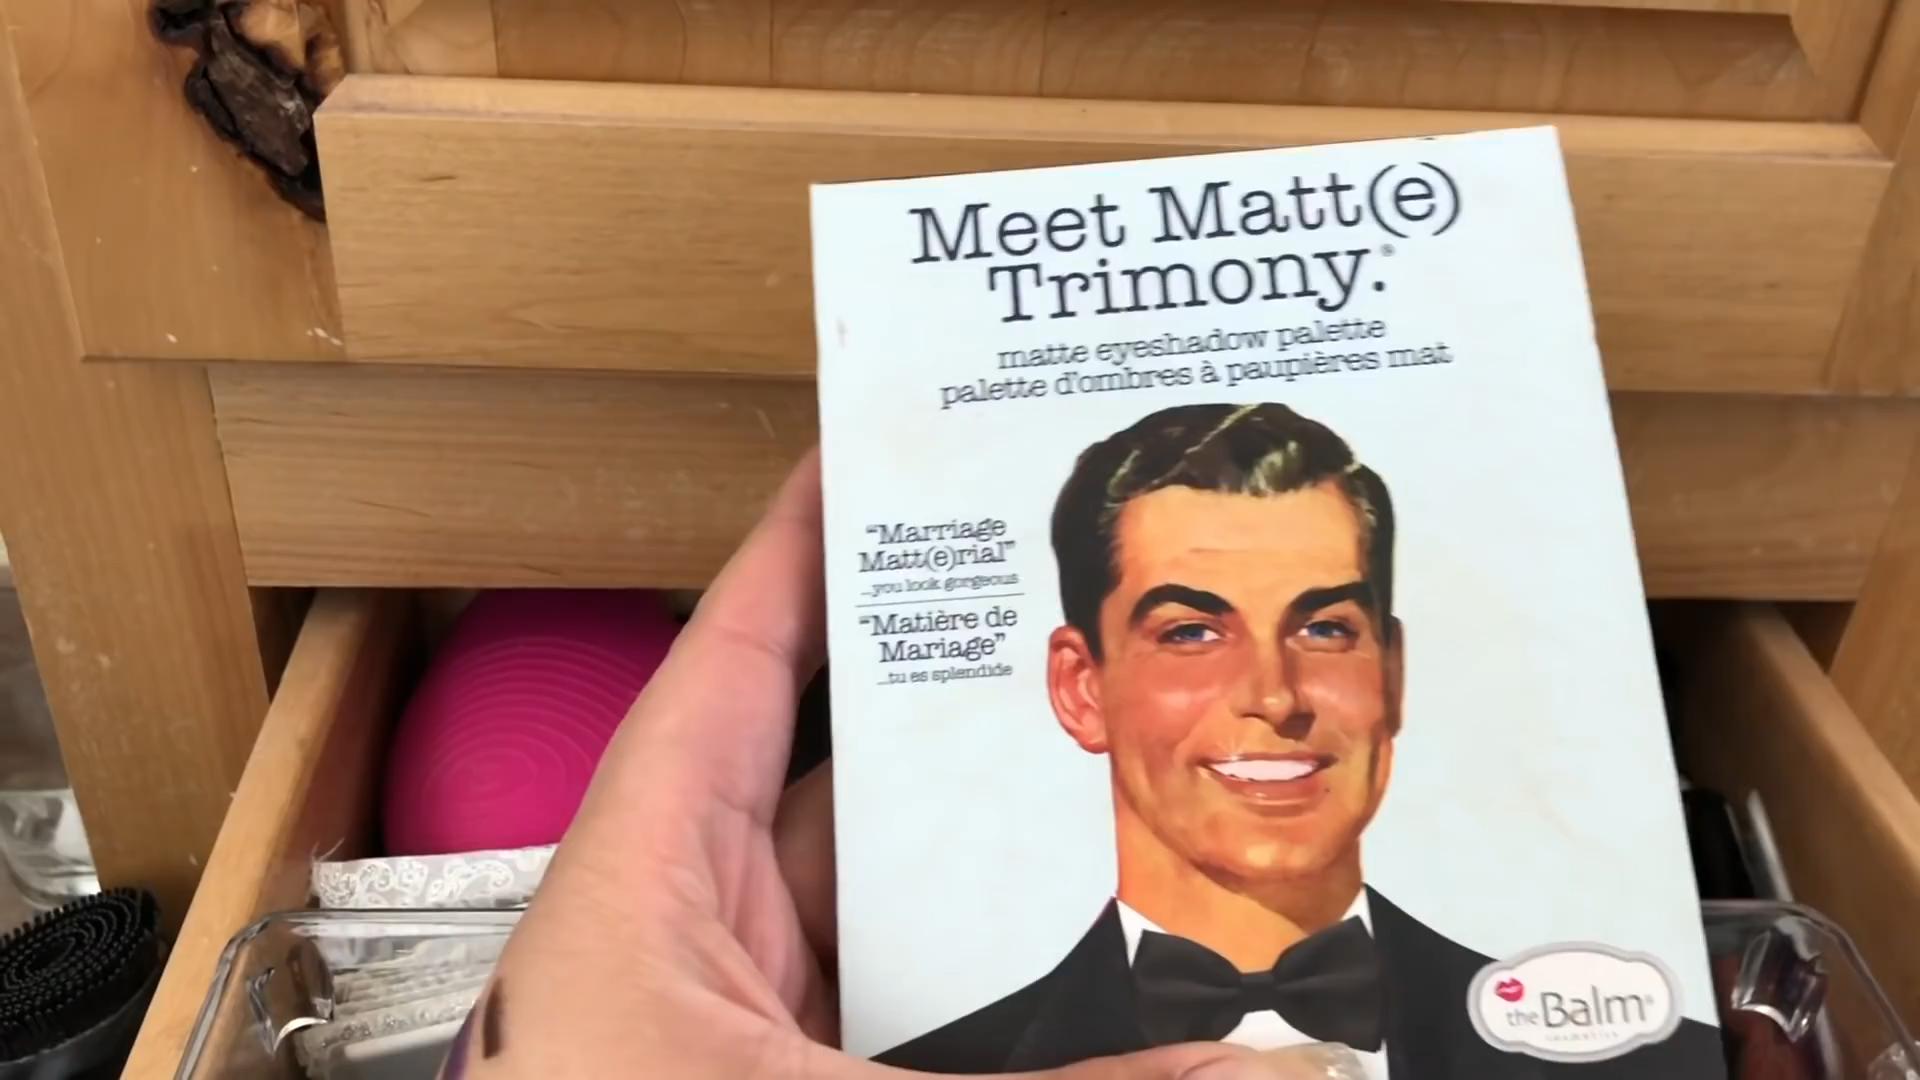 Meet Matt(e)
Trimony.®
matte eyeshadow palette
palette d'ombres à paupières mat
“Marriage
Matt(e)rial”
...you look gorgeous
“Matière de
Mariage”
...tu es splendide
theBalm®
cosmetics